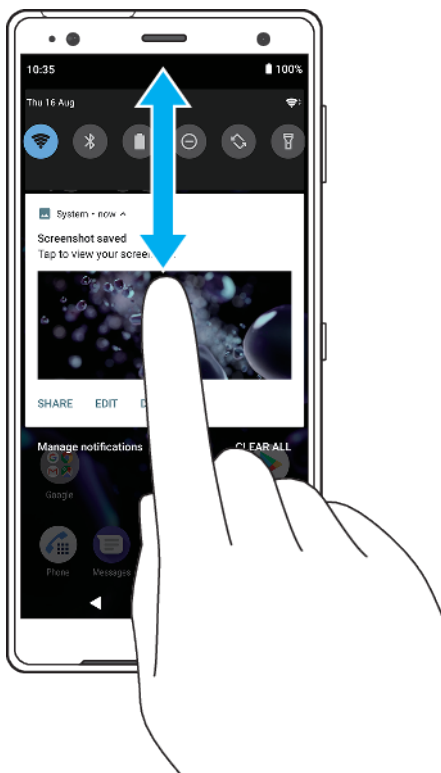 10:35 100%
Thu 16 Aug
System • now
Screenshot saved
Tap to view your
SHARE EDIT
Manage notifications CLEAR ALL
Google
Phone Messages